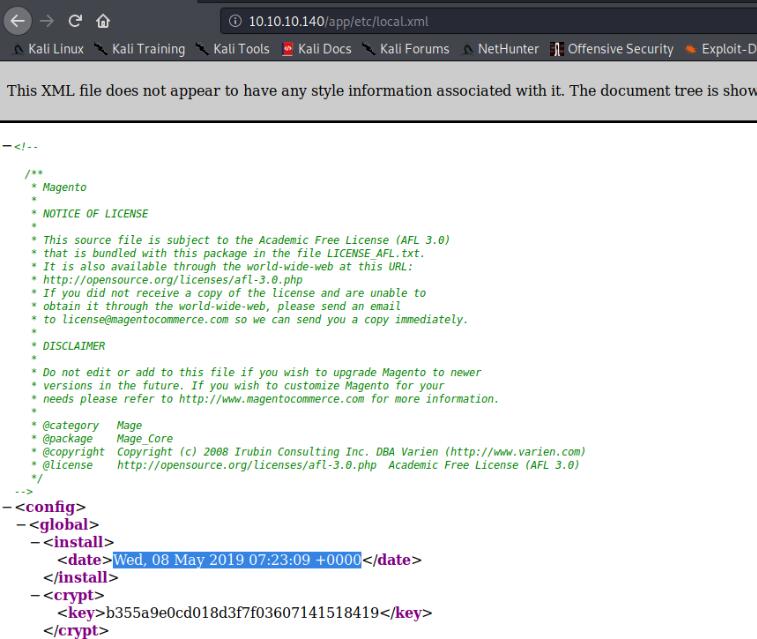 10.10.10.140/app/etc/local.xml
Kali Linux Kali Training Kali Tools Kali Docs Kali Forums NetHunter Offensive Security Exploit-D
This XML file does not appear to have any style information associated with it. The document tree is show
−<!--
/**
* Magento
*
* NOTICE OF LICENSE
*
* This source file is subject to the Academic Free License (AFL 3.0)
* that is bundled with this package in the file LICENSE_AFL.txt.
* It is also available through the world-wide-web at this URL:
* http://opensource.org/licenses/afl-3.0.php
* If you did not receive a copy of the license and are unable to
* obtain it through the world-wide-web, please send an email
* to license@magentocommerce.com so we can send you a copy immediately.
*
* DISCLAIMER
*
* Do not edit or add to this file if you wish to upgrade Magento to newer
* versions in the future. If you wish to customize Magento for your
* needs please refer to http://www.magentocommerce.com for more information.
*
* @category   Mage
* @package    Mage_Core
* @copyright  Copyright (c) 2008 Irubin Consulting Inc. DBA Varien (http://www.varien.com)
* @license    http://opensource.org/licenses/afl-3.0.php  Academic Free License (AFL 3.0)
*/
-->
−<config>
−<global>
−<install>
<date>Wed, 08 May 2019 07:23:09 +0000</date>
</install>
−<crypt>
<key>b355a9e0cd018d3f7f03607141518419</key>
</crypt>